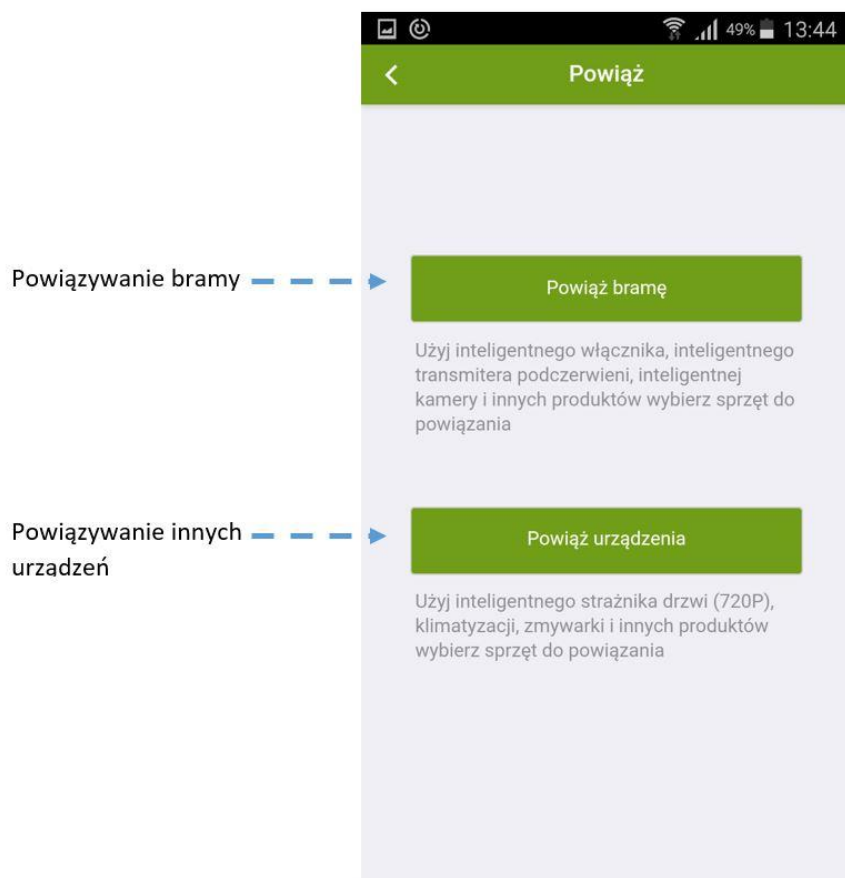 49% 13:44
Powiąż
Powiązywanie bramy
Powiąż bramę
Użyj inteligentnego włącznika, inteligentnego
transmitera podczerwieni, inteligentnej
kamery i innych produktów wybierz sprzęt do
powiązania
Powiązywanie innych
urzadzeń
Powiąż urządzenia
Użyj inteligentnego strażnika drzwi (720P),
klimatyzacji, zmywarki i innych produktów
wybierz sprzęt do powiązania